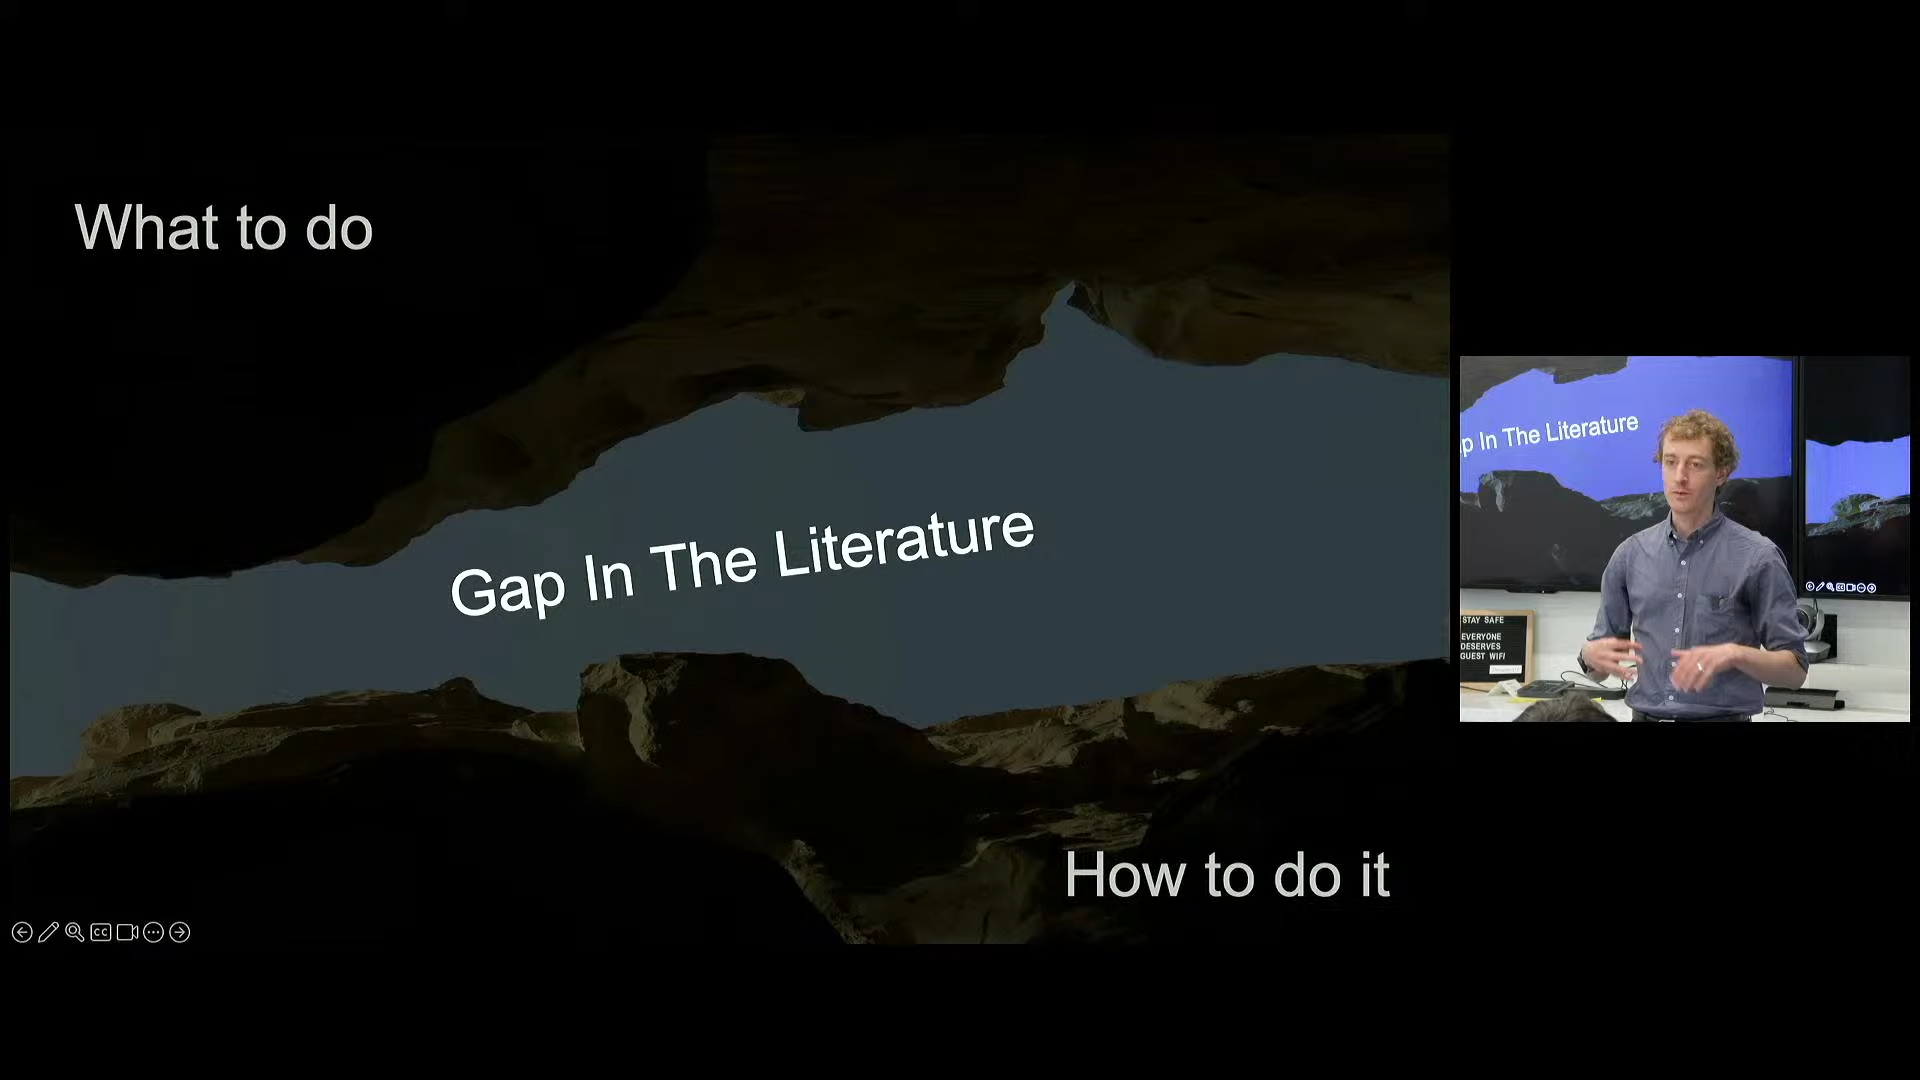 What to do
Gap In The Literature
How to do it
CC
p In The Literature
STAY SAFE
EVERYONE
DESERVES
GUEST WIFI